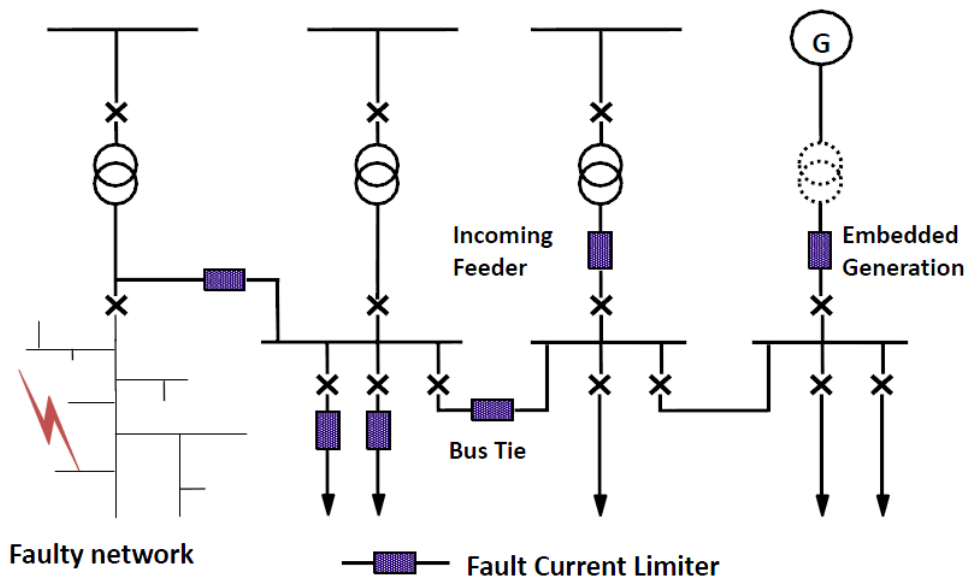 G
Incoming
Feeder
Embedded
Generation
Bus Tie
Faulty network
Fault Current Limiter